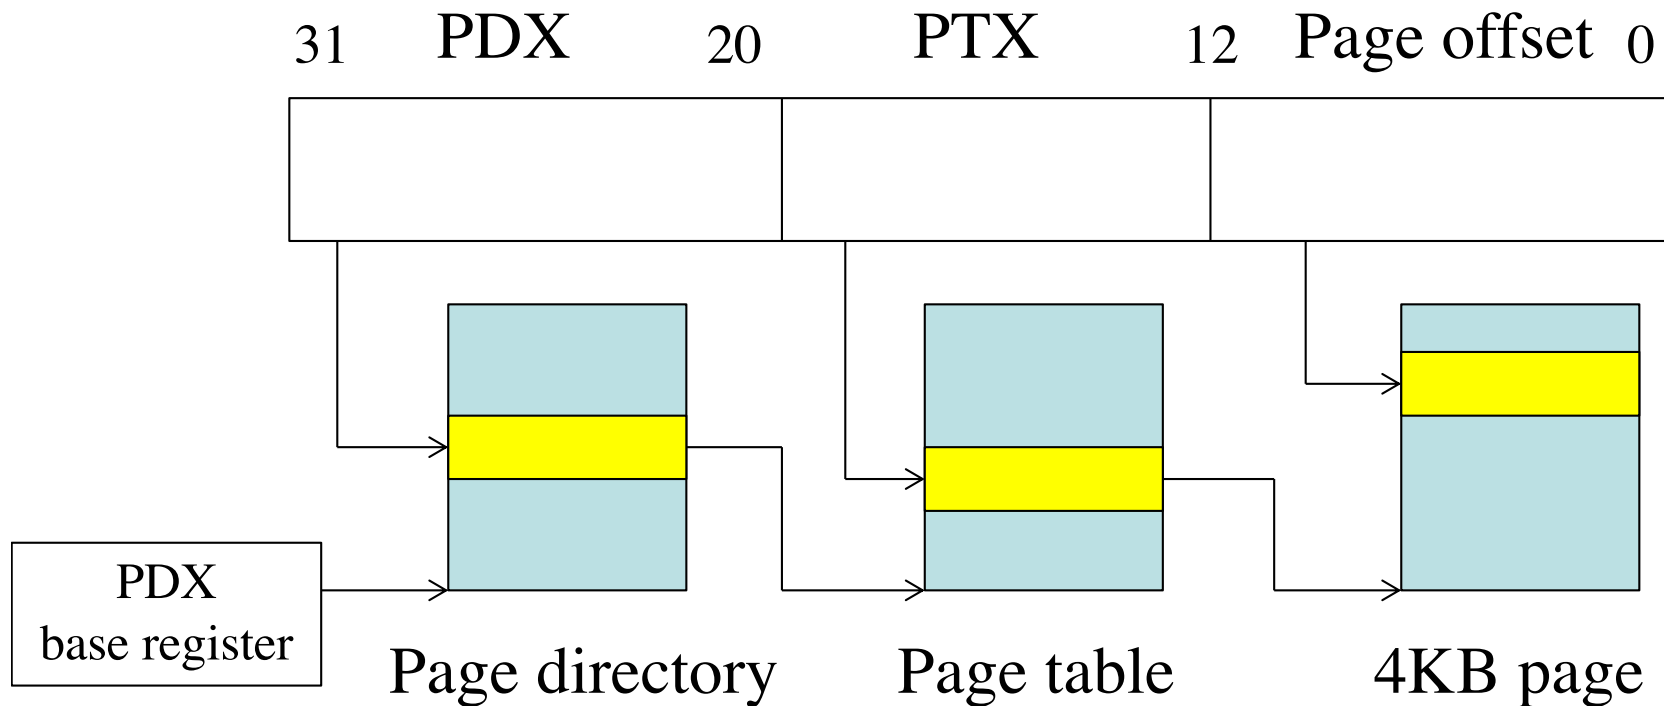 31 PDX 20 PTX 12 Page offset 0
PDX
base register
Page directory
Page table
4KB page